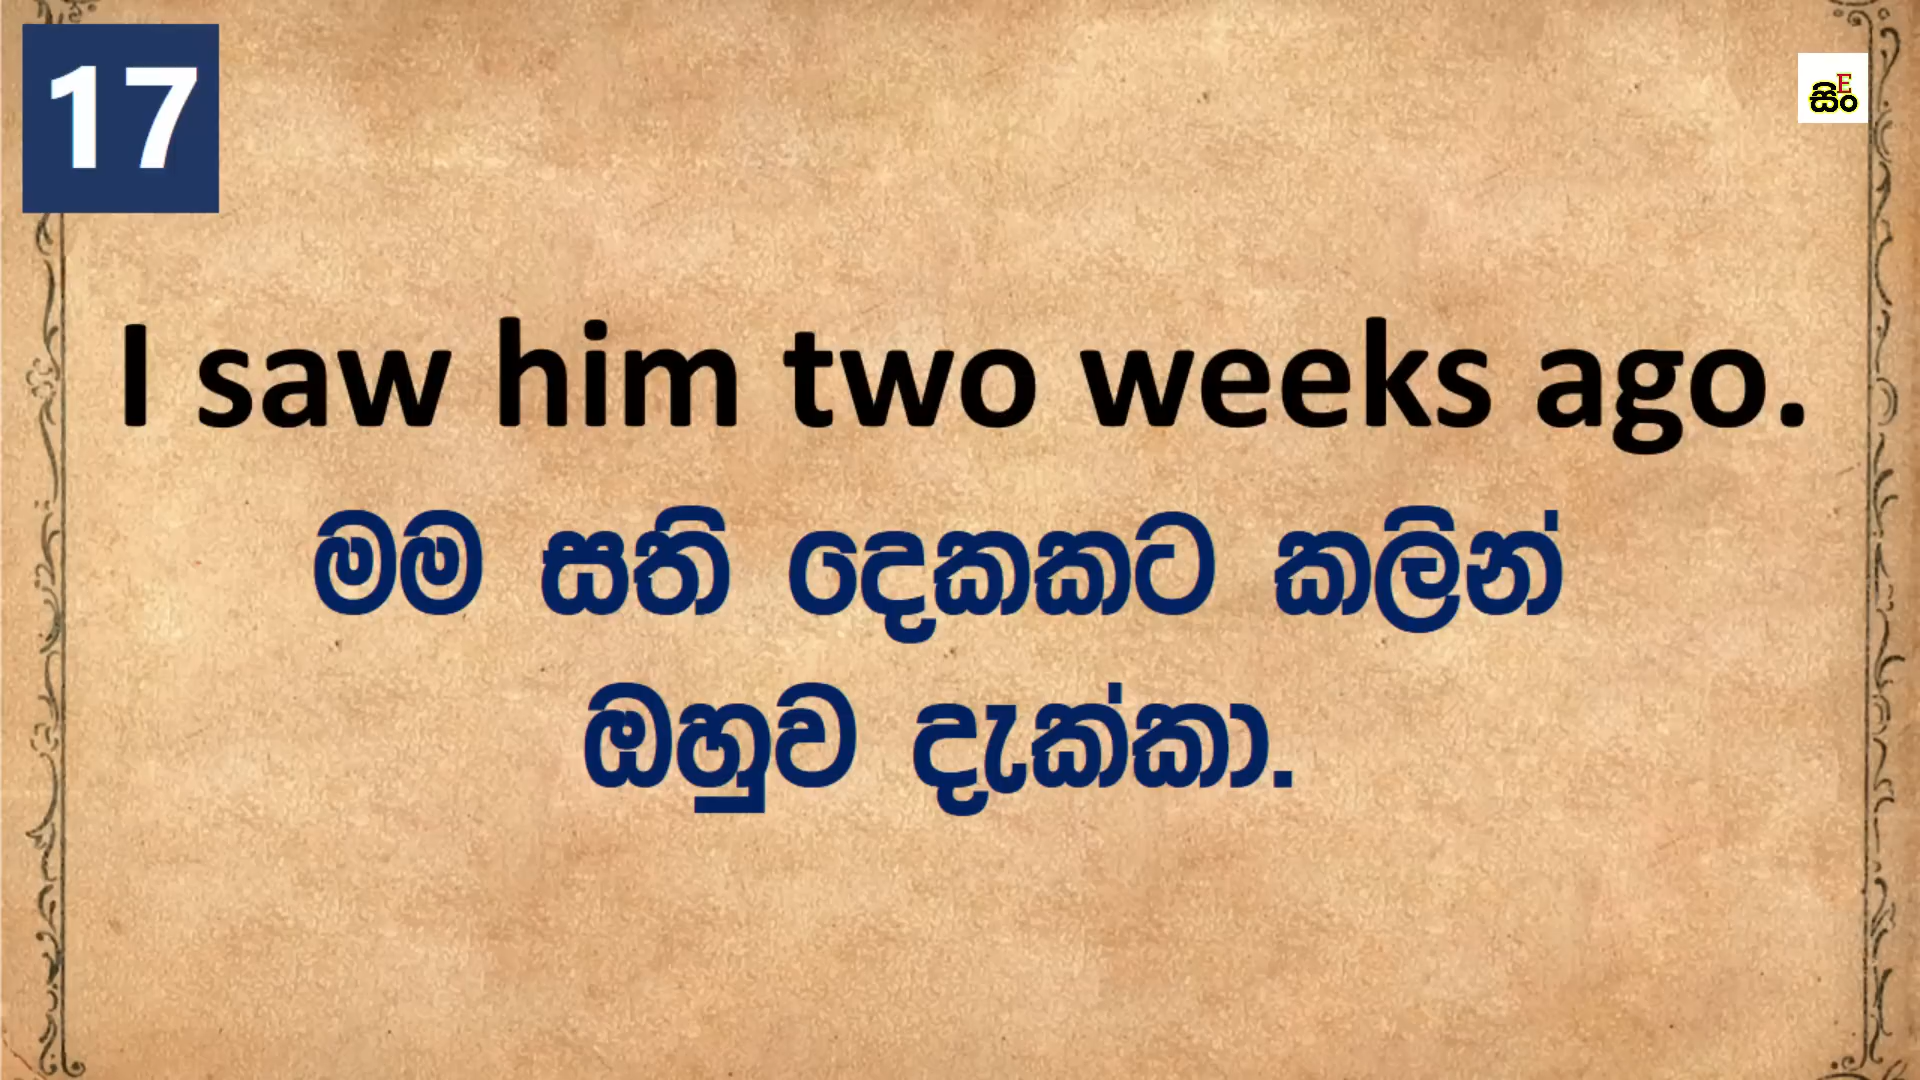 17
සිංE
I saw him two weeks ago.
මම සති දෙකකට කලින්
ඔහුව දැක්කා.